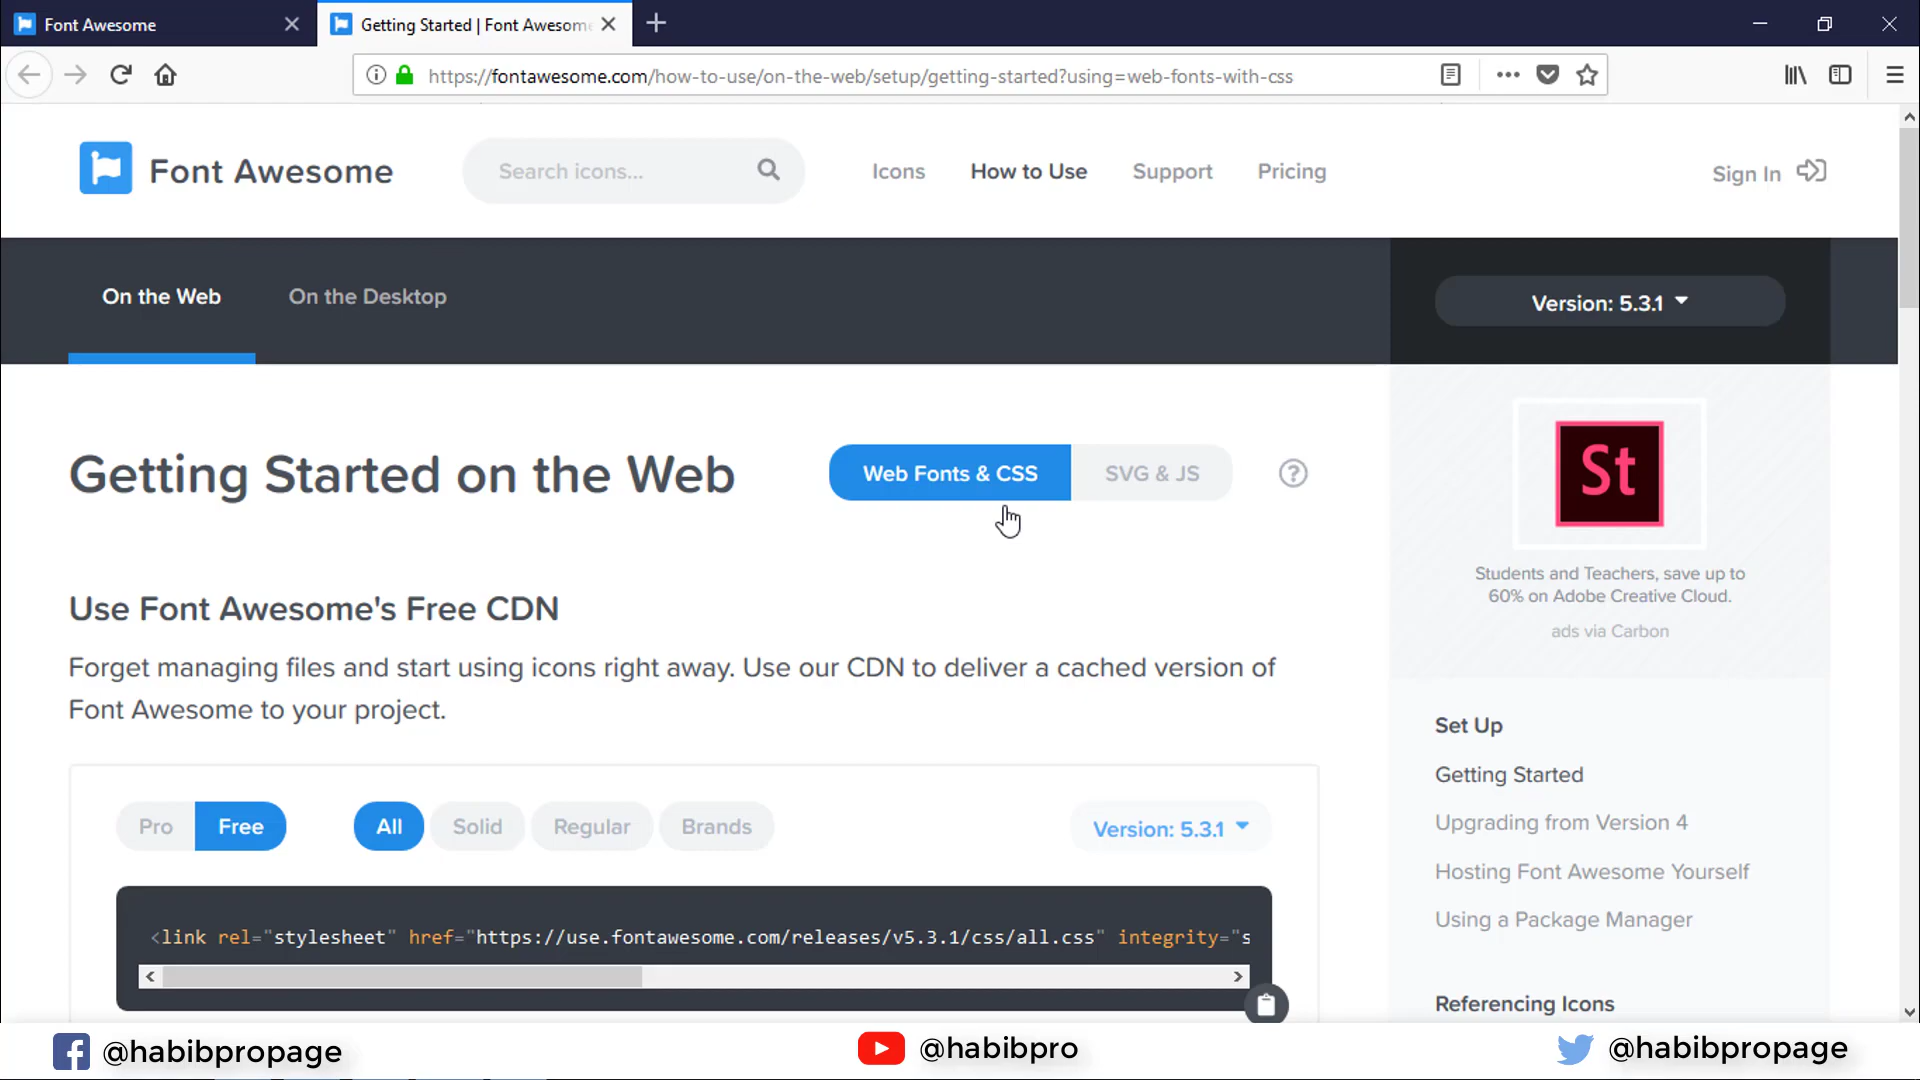 Font Awesome
Getting Started | Font Awesom
https://fontawesome.com/how-to-use/on-the-web/setup/getting-started?using=web-fonts-with-css
Font Awesome
Search icons...
Icons
How to Use
Support
Pricing
Sign In
On the Web
On the Desktop
Version: 5.3.1
Getting Started on the Web
Web Fonts & CSS
SVG & JS
?
St
Students and Teachers, save up to
60% on Adobe Creative Cloud.
ads via Carbon
Use Font Awesome's Free CDN
Forget managing files and start using icons right away. Use our CDN to deliver a cached version of
Font Awesome to your project.
Pro
Free
All
Solid
Regular
Brands
Version: 5.3.1
<link rel="stylesheet" href="https://use.fontawesome.com/releases/v5.3.1/css/all.css" integrity="s
Set Up
Getting Started
Upgrading from Version 4
Hosting Font Awesome Yourself
Using a Package Manager
Referencing Icons
@habibpropage
@habibpro
@habibpropage